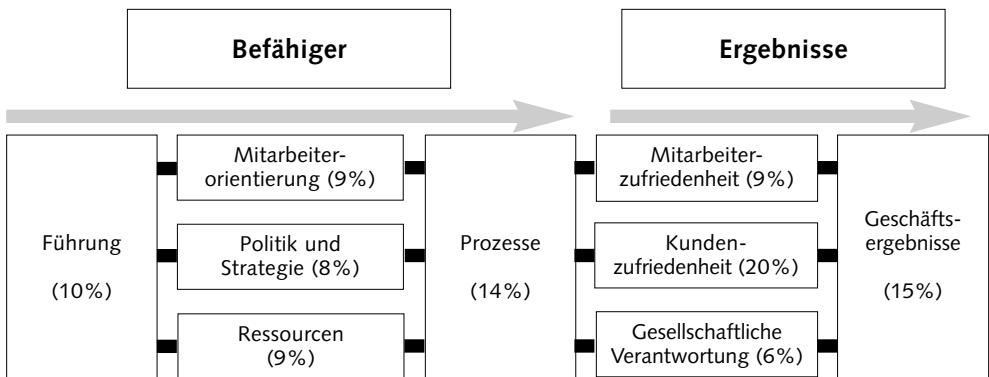 Befähiger
Ergebnisse
Führung
(10%)
Mitarbeiter-
orientierung (9%)
Politik und
Strategie (8%)
Ressourcen
(9%)
Prozesse
(14%)
Mitarbeiter-
zufriedenheit (9%)
Kunden-
zufriedenheit (20%)
Gesellschaftliche
Verantwortung (6%)
Geschäfts-
ergebnisse
(15%)